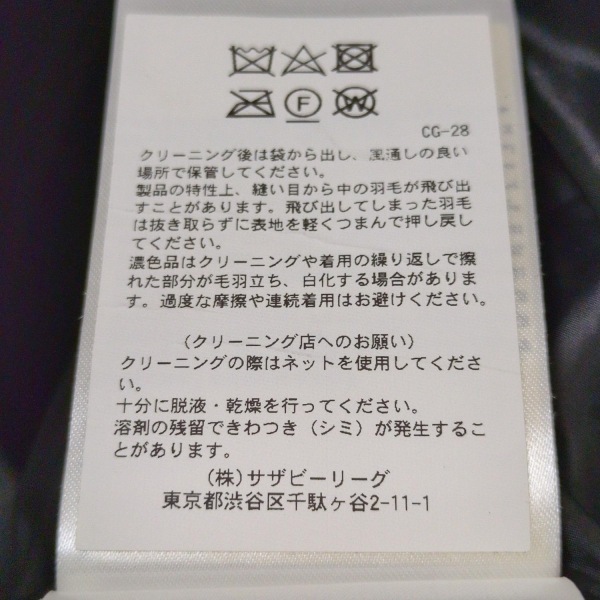 F
W
CG-28
クリーニング後は袋から出し、風通しの良い
場所で保管してください。
製品の特性上、縫い目から中の羽毛が飛び出
すことがあります。飛び出してしまった羽毛
は抜き取らずに表地を軽くつまんで押し戻し
てください。
濃色品はクリーニングや着用の繰り返しで擦
れた部分が毛羽立ち、白化する場合がありま
す。過度な摩擦や連続着用はお避けください。
(クリーニング店へのお願い)
クリーニングの際はネットを使用してくださ
い。
十分に脱液・乾燥を行ってください。
溶剤の残留できわつき(シミ)が発生するこ
とがあります。
(株)サザビーリーグ
東京都渋谷区千駄ヶ谷2-11-1